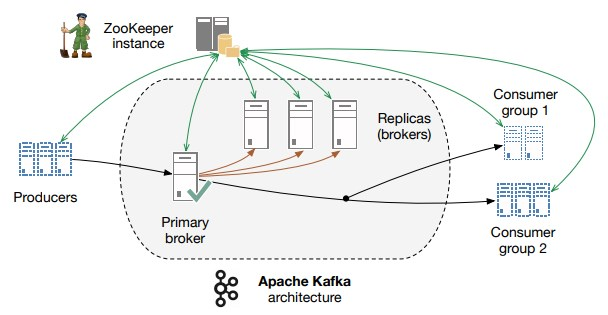 ZooKeeper
instance
Consumer
group 1
Replicas
(brokers)
Producers
Primary
broker
Consumer
group 2
Apache Kafka
architecture